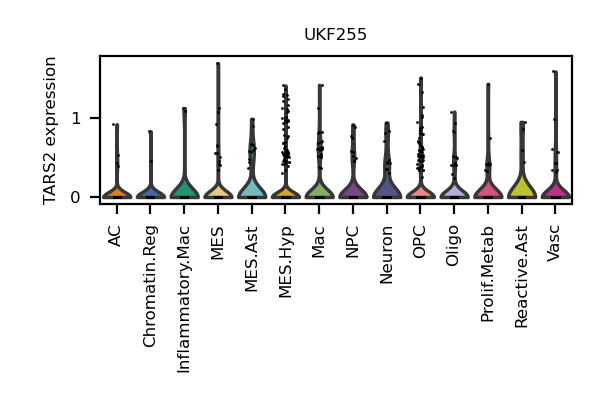 UKF255
TARS2 expression
1
0
AC
Chromatin.Reg
Inflammatory.Mac
MES
MES.Ast
MES.Hyp
Mac
NPC
Neuron
OPC
Oligo
Prolif.Metab
Reactive.Ast
Vasc